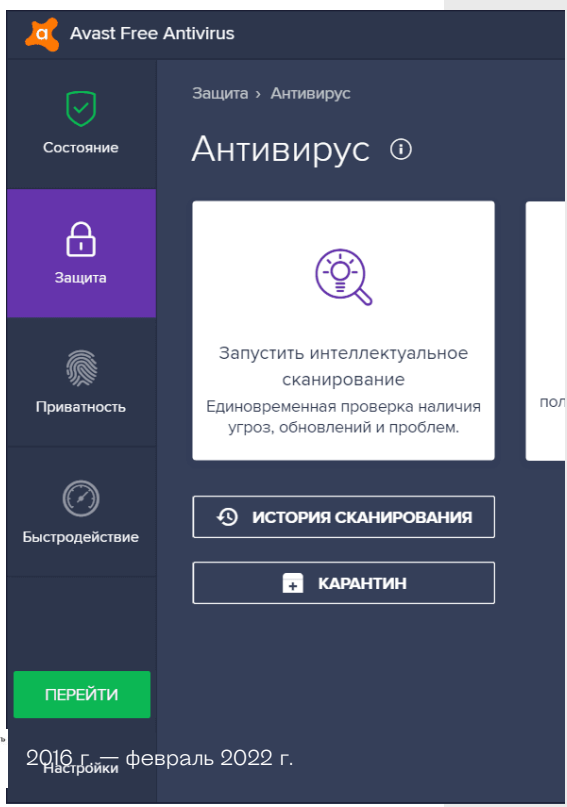 Avast Free Antivirus
Состояние
Защита › Антивирус
Антивирус
Защита
Запустить интеллектуальное
сканирование
Единовременная проверка наличия
угроз, обновлений и проблем.
пол
Приватность
ИСТОРИЯ СКАНИРОВАНИЯ
Быстродействие
КАРАНТИН
ПЕРЕЙТИ
2016 г. — февраль 2022 г.
Настройки